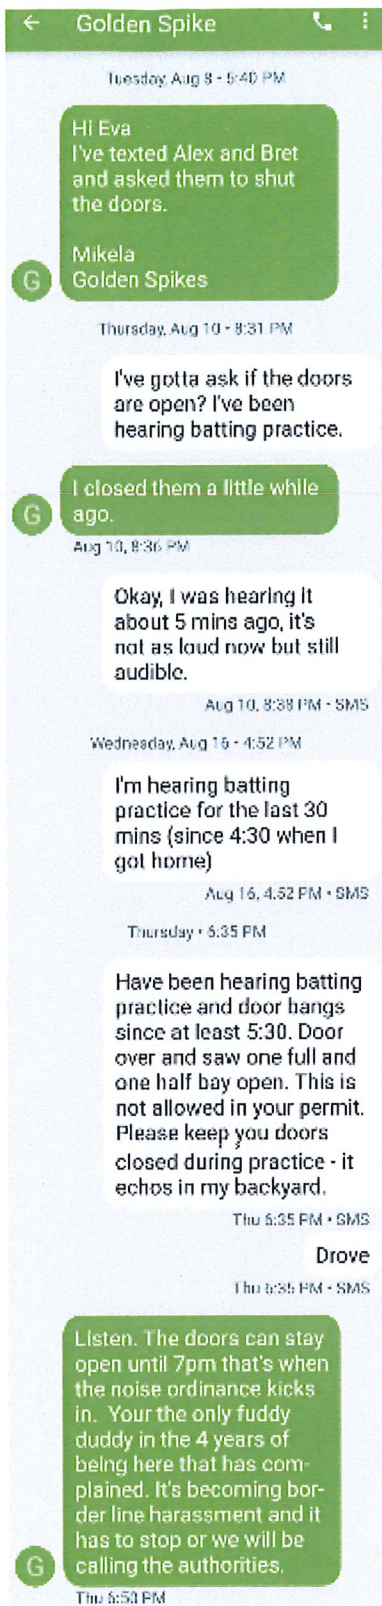 Golden Spike
Tuesday, Aug 8 • 5:40 PM
Hi Eva
I've texted Alex and Bret
and asked them to shut
the doors.
Mikela
Golden Spikes
G
Thursday, Aug 10 • 8:31 PM
I've gotta ask if the doors
are open? I've been
hearing batting practice.
I closed them a little while
ago.
G
Aug 10, 8:36 PM
Okay, I was hearing it
about 5 mins ago, it's
not as loud now but still
audible.
Aug 10, 8:38 PM • SMS
Wednesday, Aug 16 • 4:52 PM
I'm hearing batting
practice for the last 30
mins (since 4:30 when I
got home)
Aug 16, 4:52 PM • SMS
Thursday • 6:35 PM
Have been hearing batting
practice and door bangs
since at least 5:30. Door
over and saw one full and
one half bay open. This is
not allowed in your permit.
Please keep you doors
closed during practice - it
echos in my backyard.
Thu 6:35 PM • SMS
Drove
Thu 6:35 PM • SMS
Listen. The doors can stay
open until 7pm that's when
the noise ordinance kicks
in. Your the only fuddy
duddy in the 4 years of
being here that has com-
plained. It's becoming bor-
der line harassment and it
has to stop or we will be
calling the authorities.
G
Thu 6:50 PM